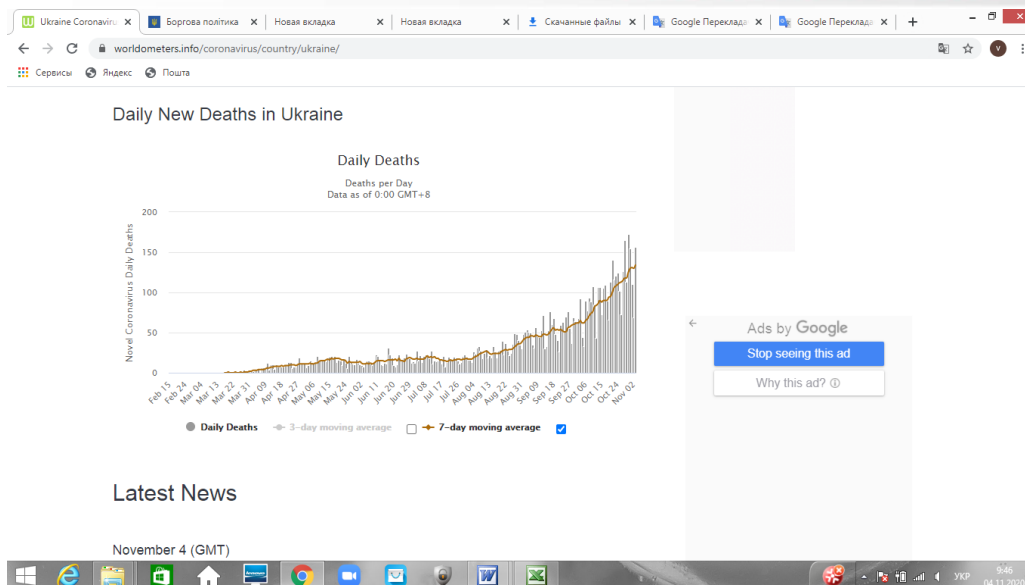 Ukraine Coronaviru
Боргова політика
Новая вкладка
Новая вкладка
Скачанные файлы
Google Переклада
Google Переклада
worldometers.info/coronavirus/country/ukraine/
V
Сервисы
Яндекс
Пошта
Daily New Deaths in Ukraine
Daily Deaths
Deaths per Day
Data as of 0:00 GMT+8
Novel Coronavirus Daily Deaths
200
150
100
50
0
Feb 15
Feb 24
Mar 04
Mar 13
Mar 22
Mar 31
Apr 09
Apr 18
Apr 27
May 06
May 15
May 24
Jun 02
Jun 11
Jun 20
Jun 29
Jul 08
Jul 17
Jul 26
Aug 04
Aug 13
Aug 22
Aug 31
Sep 09
Sep 18
Sep 27
Oct 06
Oct 15
Oct 24
Nov 02
Daily Deaths 3-day moving average 7-day moving average
Ads by Google
Stop seeing this ad
Why this ad?
Latest News
November 4 (GMT)
УКР
9:46